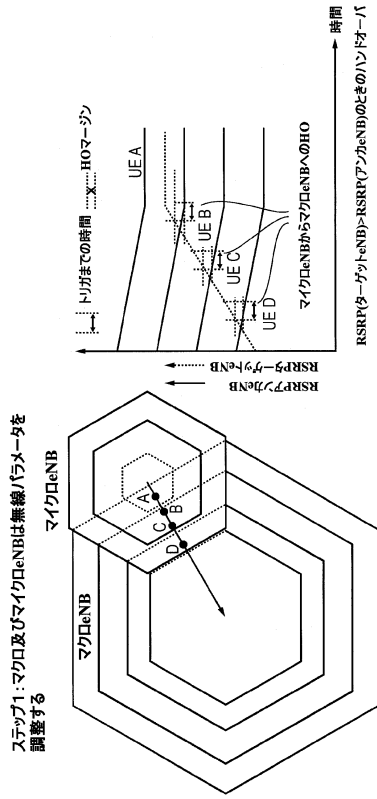 ステップ1：マクロ及びマイクロeNBは無線パラメータを
調整する
マイクロeNB
マクロeNB
A
B
C
D
トリガまでの時間
X
HOマージン
UE A
UE B
UE C
UE D
マイクロeNBからマクロeNBへのHO
RSRPアンカeNB
RSRPターゲットeNB
時間
RSRP(ターゲットeNB)>RSRP(アンカeNB)のときのハンドオーバ